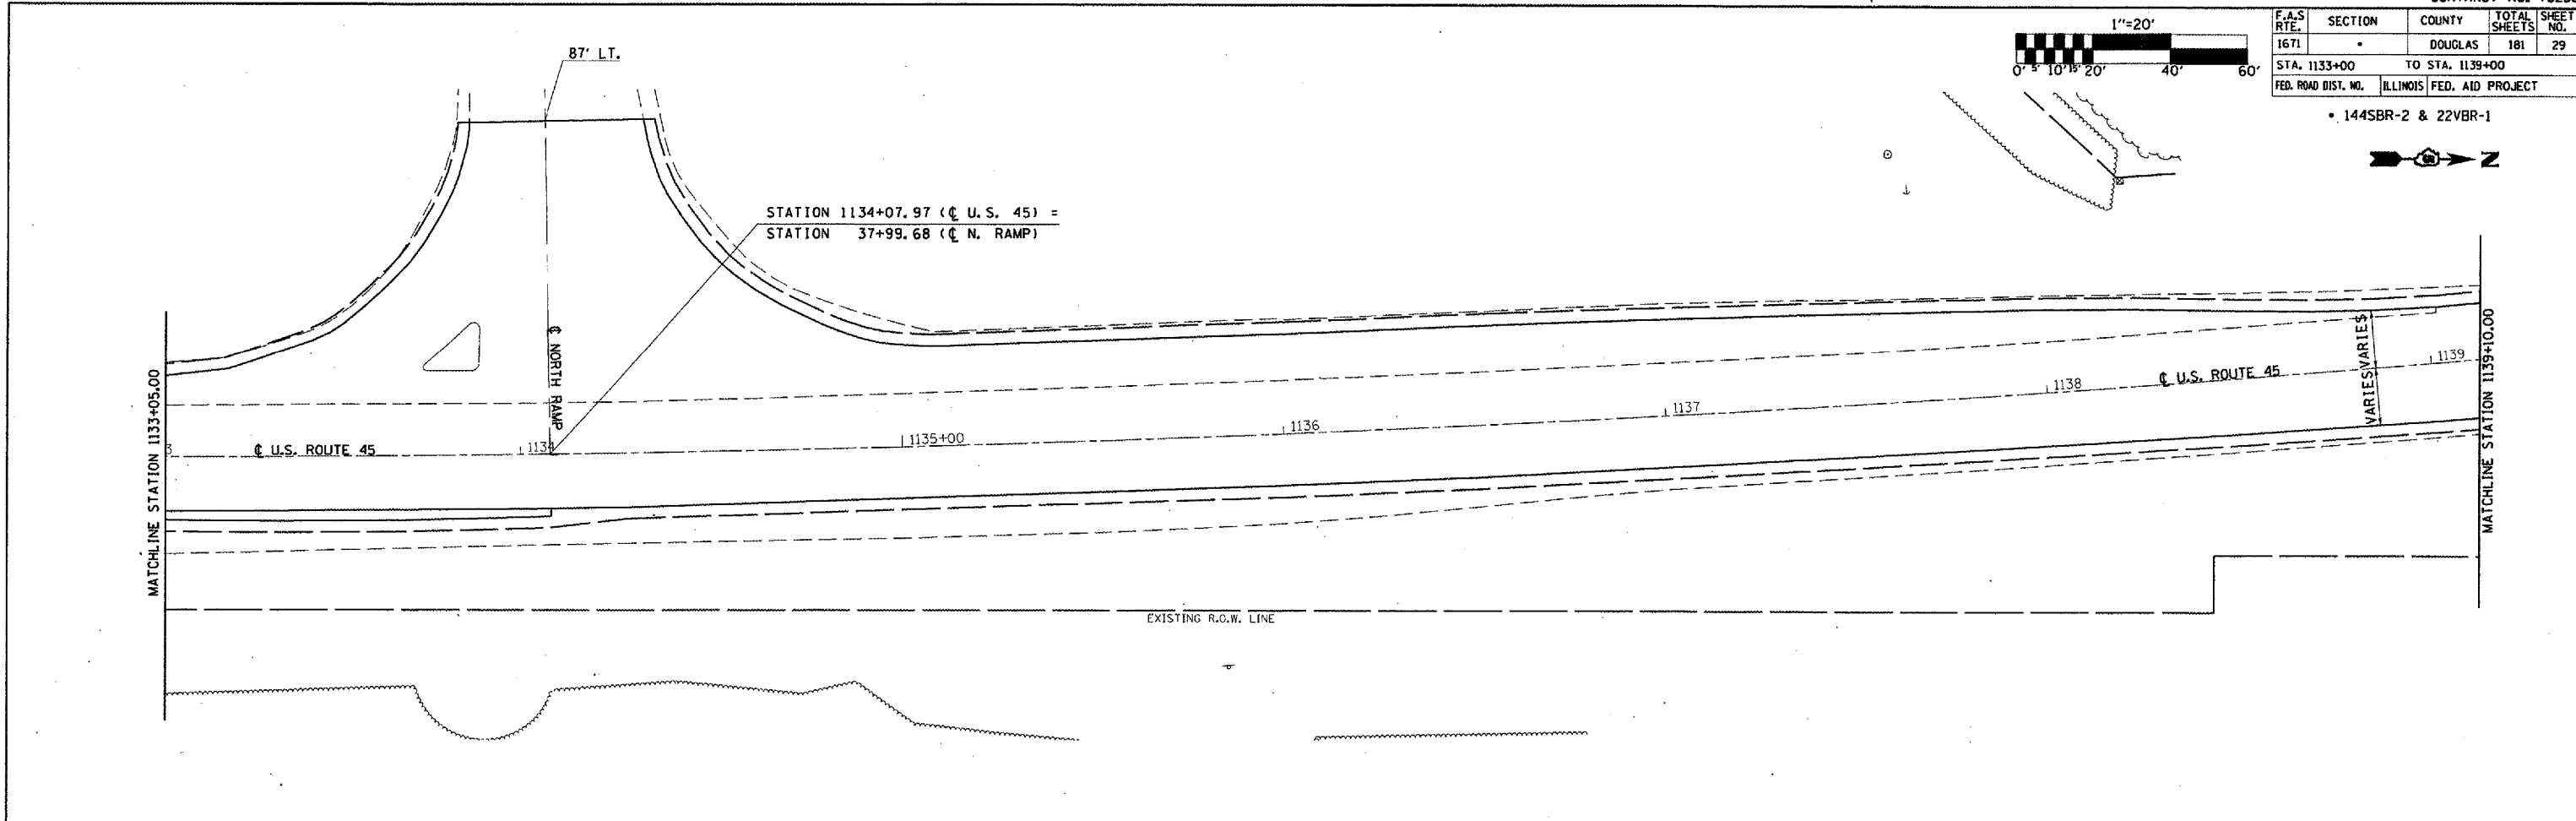 87' LT.
1"=20'
0' 5' 10' 15' 20' 40' 60'
F.A.S RTE. SECTION COUNTY TOTAL SHEETS SHEET NO.
1671 • DOUGLAS 181 29
STA. 1133+00 TO STA. 1139+00
FED. ROAD DIST. NO. ILLINOIS FED. AID PROJECT
• 144SBR-2 & 22VBR-1
N
STATION 1134+07.97 (℄ U.S. 45) =
STATION 37+99.68 (℄ N. RAMP)
MATCHLINE STATION 1133+05.00
℄ NORTH RAMP
3
℄ U.S. ROUTE 45
1134
1135+00
1136
1137
1138
℄ U.S. ROUTE 45
VARIES
VARIES
1139
MATCHLINE STATION 1139+10.00
EXISTING R.O.W. LINE